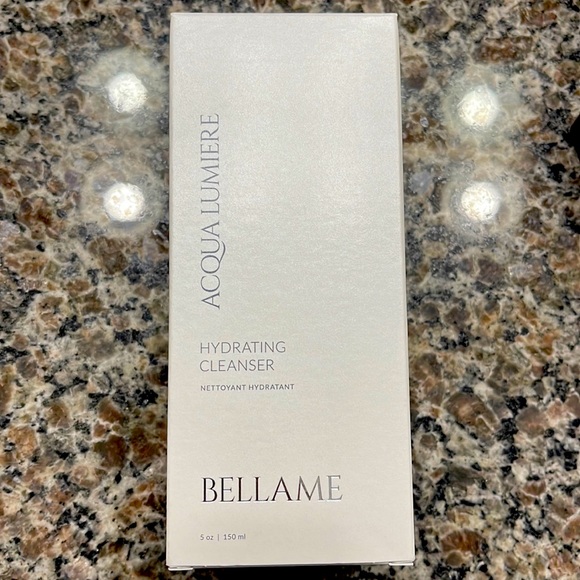 ACQUA LUMIERE
HYDRATING
CLEANSER
NETTOYANT HYDRATANT
BELLAME
5 oz | 150 ml